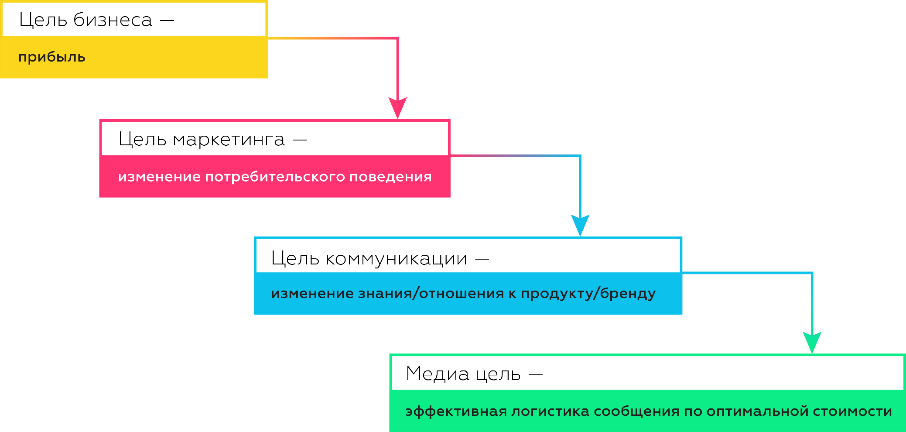 Цель бизнеса —
прибыль
Цель маркетинга —
изменение потребительского поведения
Цель коммуникации —
изменение знания/отношения к продукту/бренду
Медиа цель —
эффективная логистика сообщения по оптимальной стоимости